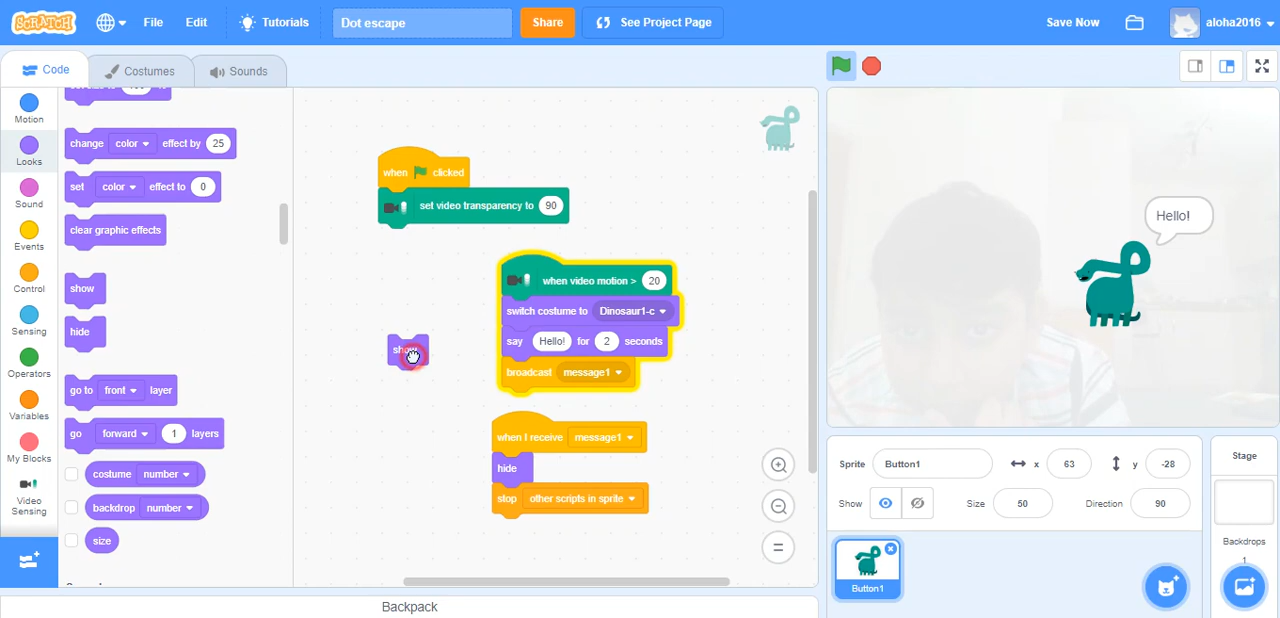 SCRATCH File Edit Tutorials Dot escape Share See Project Page Save Now aloha2016
Code Costumes Sounds
Motion
Looks
Sound
Events
Control
Sensing
Operators
Variables
My Blocks
Video
Sensing
change color effect by 25
set color effect to 0
clear graphic effects
show
hide
go to front layer
go forward 1 layers
costume number
backdrop number
size
when clicked
set video transparency to 90
when video motion > 20
switch costume to Dinosaur1-c
say Hello! for 2 seconds
broadcast message1
show
when I receive message1
hide
stop other scripts in sprite
Hello!
Sprite Button1 x 63 y -28
Show Size 50 Direction 90
Button1
Stage
Backdrops
1
Backpack